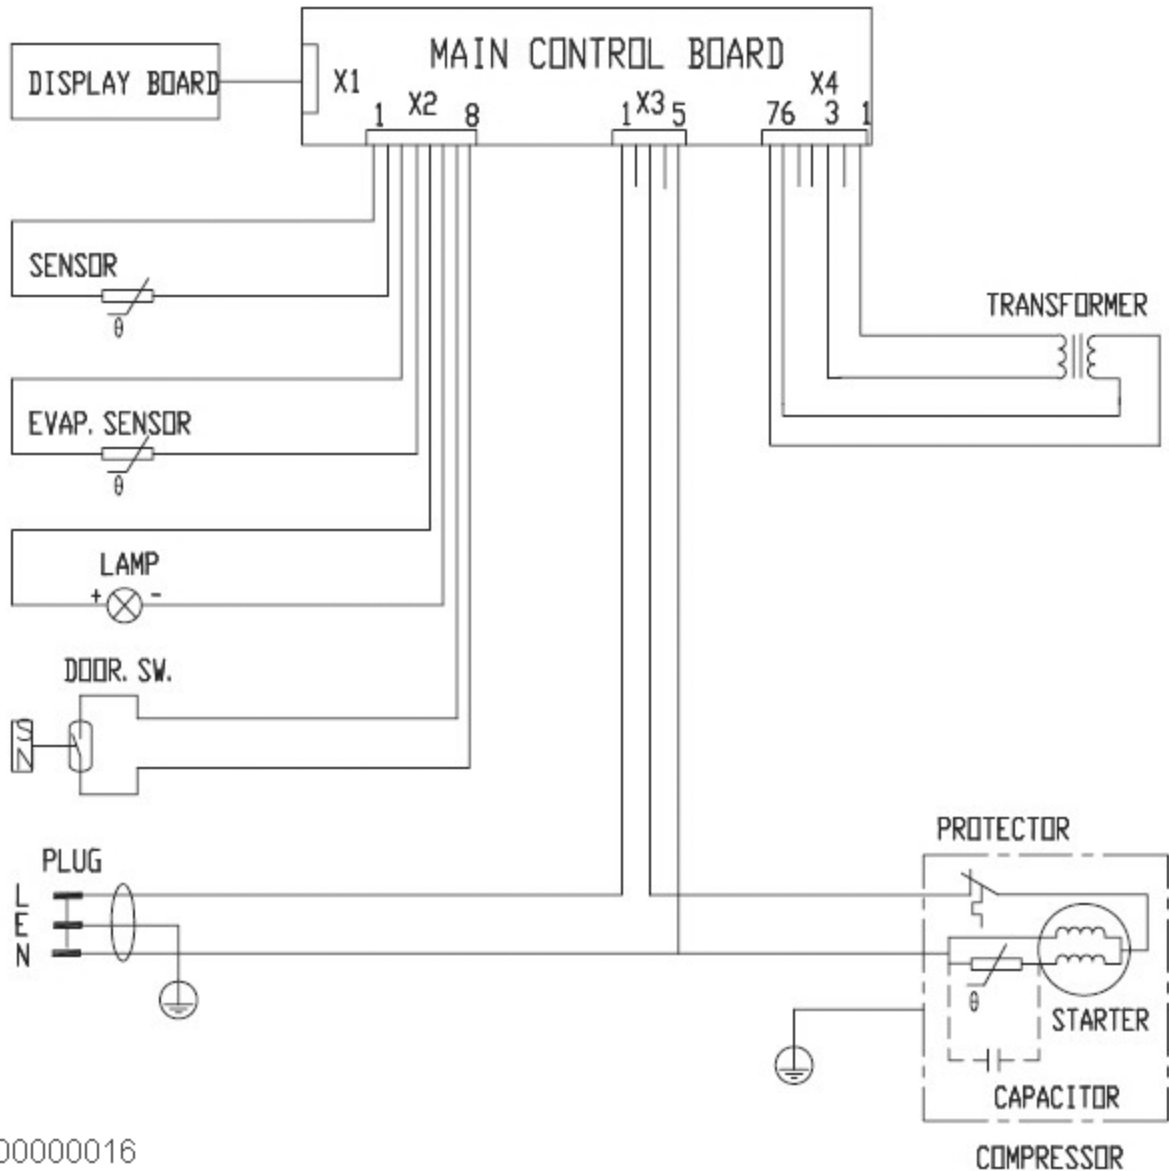 MAIN CONTROL BOARD
DISPLAY BOARD
X1
1 X2 8
1 X3 5
X4
76 3 1
SENSOR
θ
TRANSFORMER
EVAP. SENSOR
θ
LAMP
+ -
DOOR. SW.
S
N
PLUG
L
E
N
PROTECTOR
θ
STARTER
CAPACITOR
COMPRESSOR
00000016